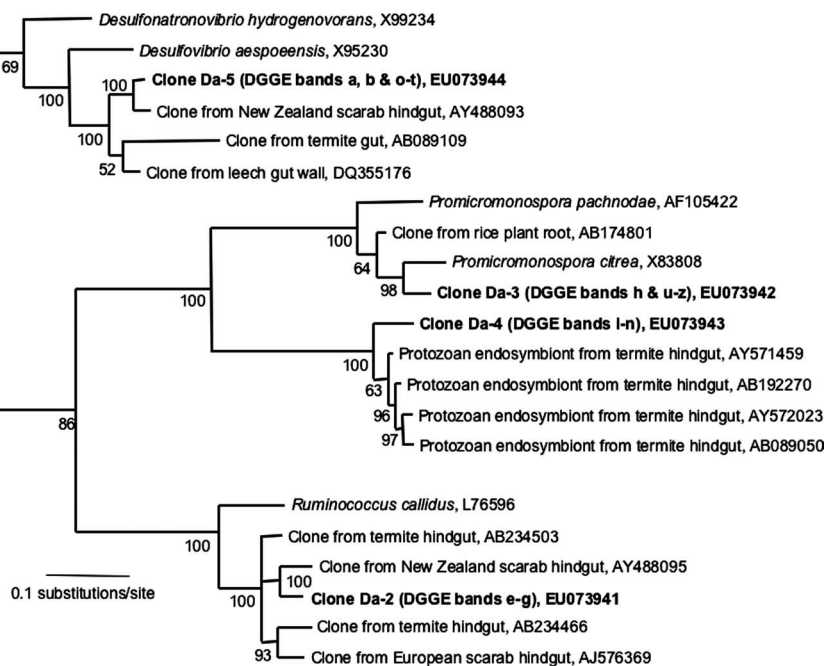 Desulfonatronovibrio hydrogenovorans, X99234
69
Desulfovibrio aespoeensis, X95230
100
100 Clone Da-5 (DGGE bands a, b & o-t), EU073944
Clone from New Zealand scarab hindgut, AY488093
100
Clone from termite gut, AB089109
52
Clone from leech gut wall, DQ355176
Promicromonospora pachnodae, AF105422
100
Clone from rice plant root, AB174801
64
Promicromonospora citrea, X83808
98
Clone Da-3 (DGGE bands h & u-z), EU073942
100
Clone Da-4 (DGGE bands i-n), EU073943
100
Protozoan endosymbiont from termite hindgut, AY571459
63
Protozoan endosymbiont from termite hindgut, AB192270
96
Protozoan endosymbiont from termite hindgut, AY572023
97
Protozoan endosymbiont from termite hindgut, AB089050
86
Ruminococcus callidus, L76596
100
Clone from termite hindgut, AB234503
Clone from New Zealand scarab hindgut, AY488095
100
100
Clone Da-2 (DGGE bands e-g), EU073941
Clone from termite hindgut, AB234466
93
Clone from European scarab hindgut, AJ576369
0.1 substitutions/site